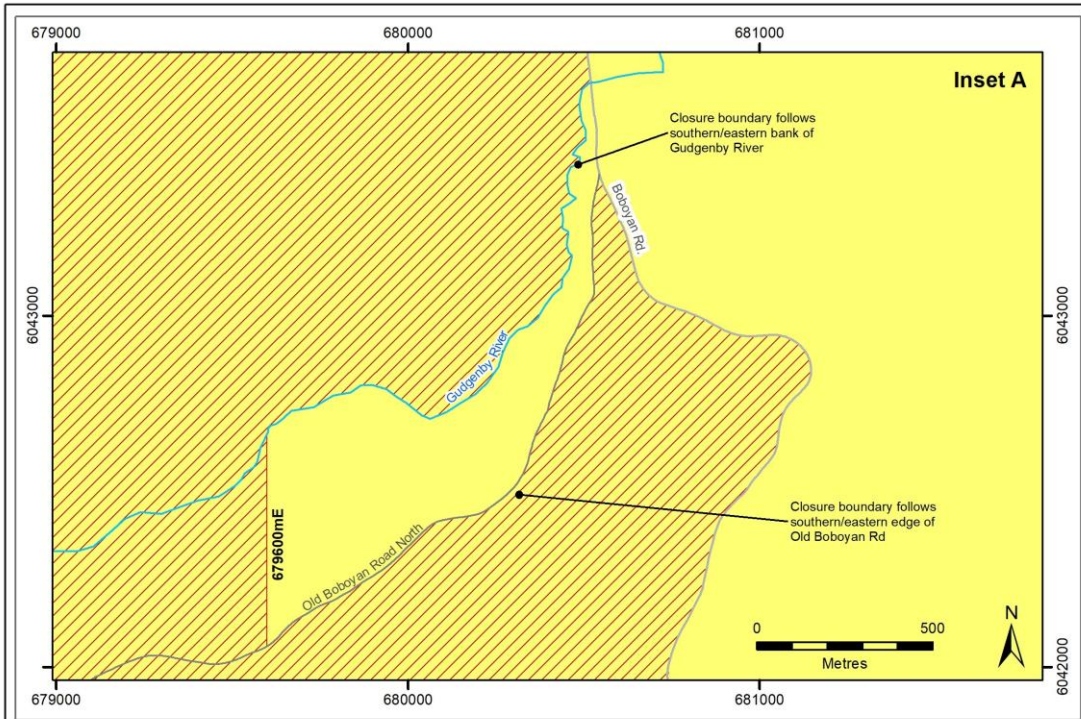 679000
680000
681000
Inset A
Closure boundary follows
southern/eastern bank of
Gudgenby River
Boboyan Rd.
6043000
6043000
Gudgenby River
679600mE
Closure boundary follows
southern/eastern edge of
Old Boboyan Rd
Old Boboyan Road North
0
500
Metres
N
6042000
679000
680000
681000